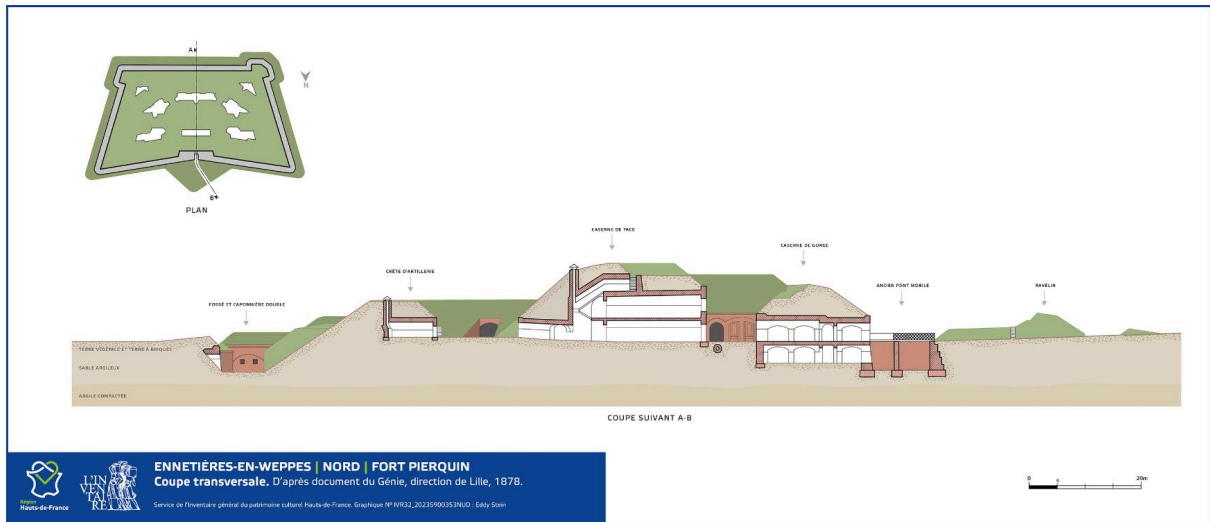 A
N
B
PLAN
CASERNE DE FACE
CASERNE DE GORGE
CRÊTE D'ARTILLERIE
ANCIEN PONT MOBILE
RAVELIN
FOSSÉ ET CAPONNIÈRE DOUBLE
TERRE VÉGÉTALE ET TERRE À BRIQUES
SABLE ARGILEUX
ARGILE COMPACTÉE
COUPE SUIVANT A-B
ENNETIÈRES-EN-WEPPES | NORD | FORT PIERQUIN
Coupe transversale. D'après document du Génie, direction de Lille, 1878.
Service de l'Inventaire général du patrimoine culturel Hauts-de-France. Graphique N° IVR32_20235900353NUD : Eddy Stein
Région
Hauts-de-France
L'IN
VEN
TAI
RE
0 5 20m